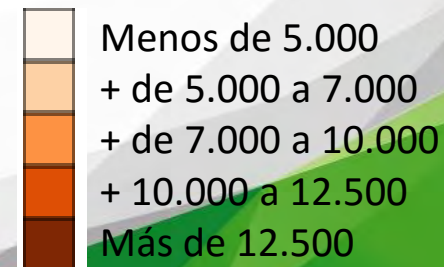 Menos de 5.000
+ de 5.000 a 7.000
+ de 7.000 a 10.000
+ 10.000 a 12.500
Más de 12.500